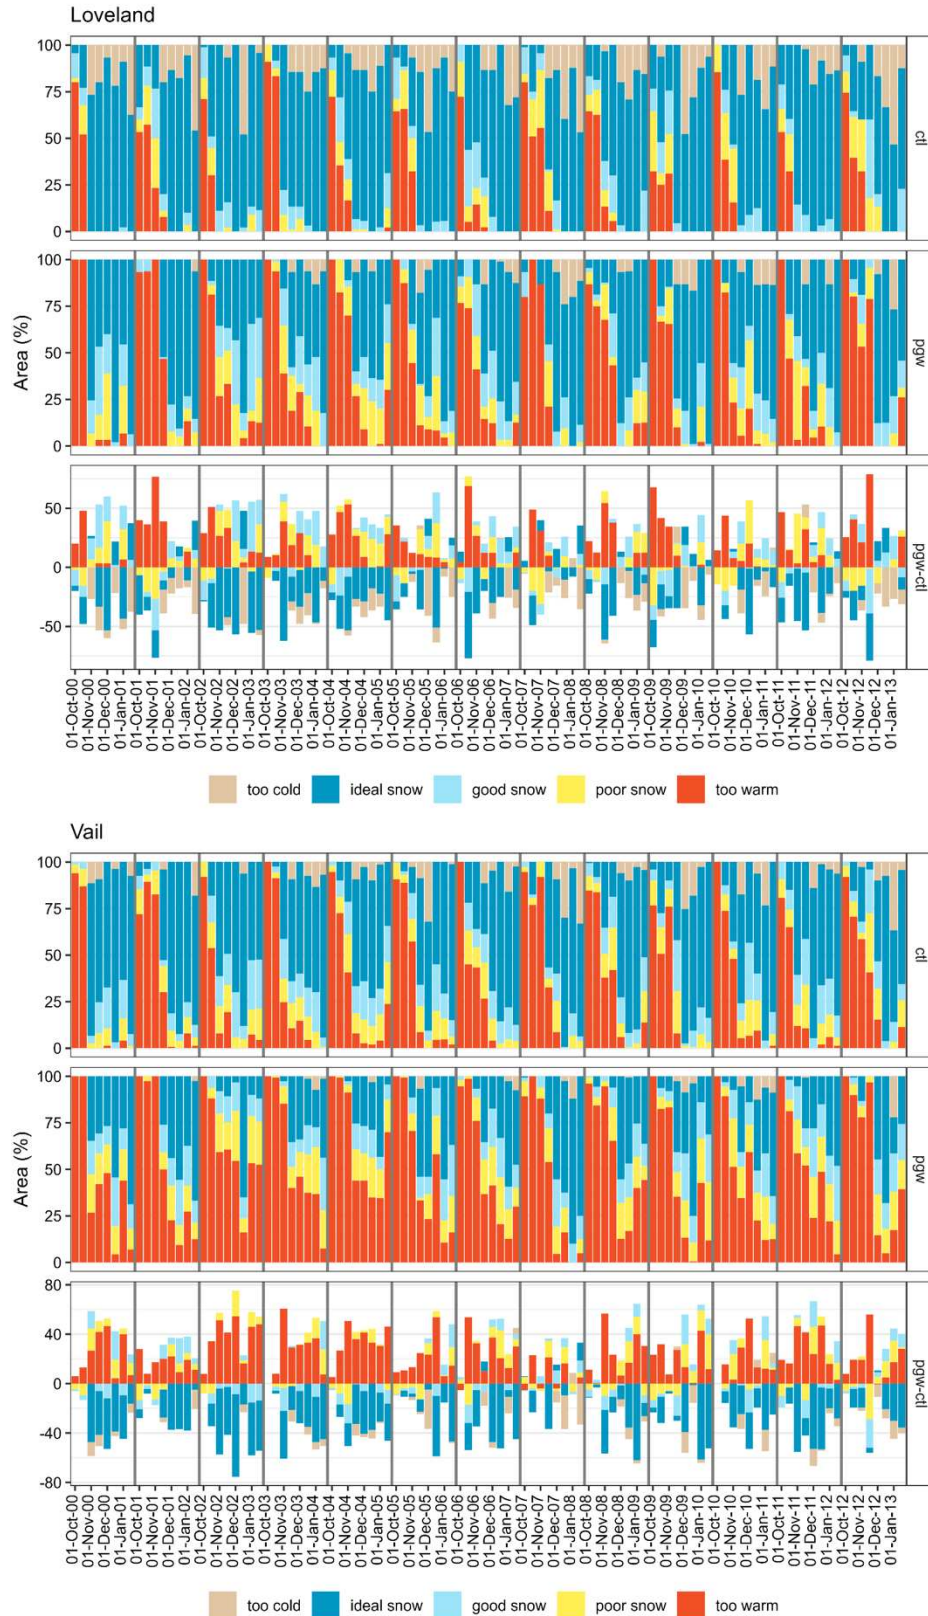 Loveland
100
75
50
25
0
ctl
100
75
50
25
0
pgw
Area (%)
50
0
-50
pgw-ctl
01-Oct-00
01-Nov-00
01-Dec-00
01-Jan-01
01-Oct-01
01-Nov-01
01-Dec-01
01-Jan-02
01-Oct-02
01-Nov-02
01-Dec-02
01-Jan-03
01-Oct-03
01-Nov-03
01-Dec-03
01-Jan-04
01-Oct-04
01-Nov-04
01-Dec-04
01-Jan-05
01-Oct-05
01-Nov-05
01-Dec-05
01-Jan-06
01-Oct-06
01-Nov-06
01-Dec-06
01-Jan-07
01-Oct-07
01-Nov-07
01-Dec-07
01-Jan-08
01-Oct-08
01-Nov-08
01-Dec-08
01-Jan-09
01-Oct-09
01-Nov-09
01-Dec-09
01-Jan-10
01-Oct-10
01-Nov-10
01-Dec-10
01-Jan-11
01-Oct-11
01-Nov-11
01-Dec-11
01-Jan-12
01-Oct-12
01-Nov-12
01-Dec-12
01-Jan-13
too cold ideal snow good snow poor snow too warm
Vail
100
75
50
25
0
ctl
100
75
50
25
0
pgw
Area (%)
80
40
0
-40
-80
pgw-ctl
01-Oct-00
01-Nov-00
01-Dec-00
01-Jan-01
01-Oct-01
01-Nov-01
01-Dec-01
01-Jan-02
01-Oct-02
01-Nov-02
01-Dec-02
01-Jan-03
01-Oct-03
01-Nov-03
01-Dec-03
01-Jan-04
01-Oct-04
01-Nov-04
01-Dec-04
01-Jan-05
01-Oct-05
01-Nov-05
01-Dec-05
01-Jan-06
01-Oct-06
01-Nov-06
01-Dec-06
01-Jan-07
01-Oct-07
01-Nov-07
01-Dec-07
01-Jan-08
01-Oct-08
01-Nov-08
01-Dec-08
01-Jan-09
01-Oct-09
01-Nov-09
01-Dec-09
01-Jan-10
01-Oct-10
01-Nov-10
01-Dec-10
01-Jan-11
01-Oct-11
01-Nov-11
01-Dec-11
01-Jan-12
01-Oct-12
01-Nov-12
01-Dec-12
01-Jan-13
too cold ideal snow good snow poor snow too warm